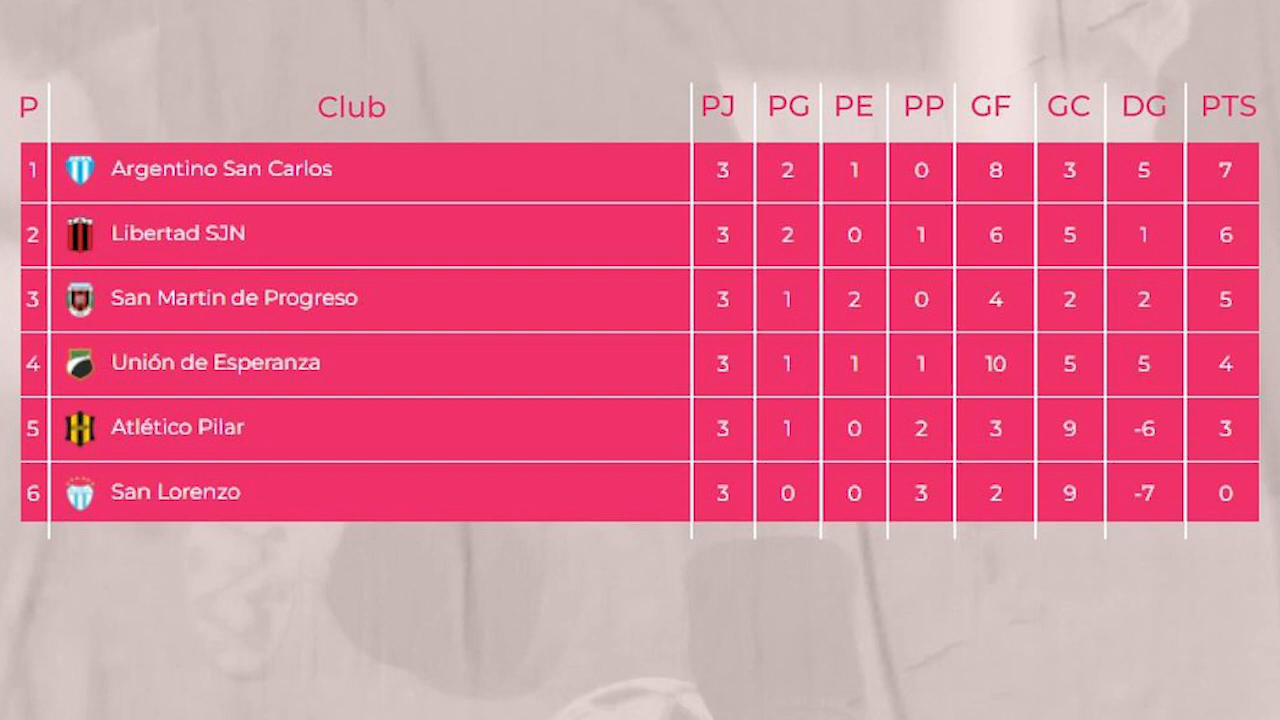 P Club PJ PG PE PP GF GC DG PTS
1 Argentino San Carlos 3 2 1 0 8 3 5 7
2 Libertad SJN 3 2 0 1 6 5 1 6
3 San Martin de Progreso 3 1 2 0 4 2 2 5
4 Unión de Esperanza 3 1 1 1 10 5 5 4
5 Atlético Pilar 3 1 0 2 3 9 -6 3
6 San Lorenzo 3 0 0 3 2 9 -7 0